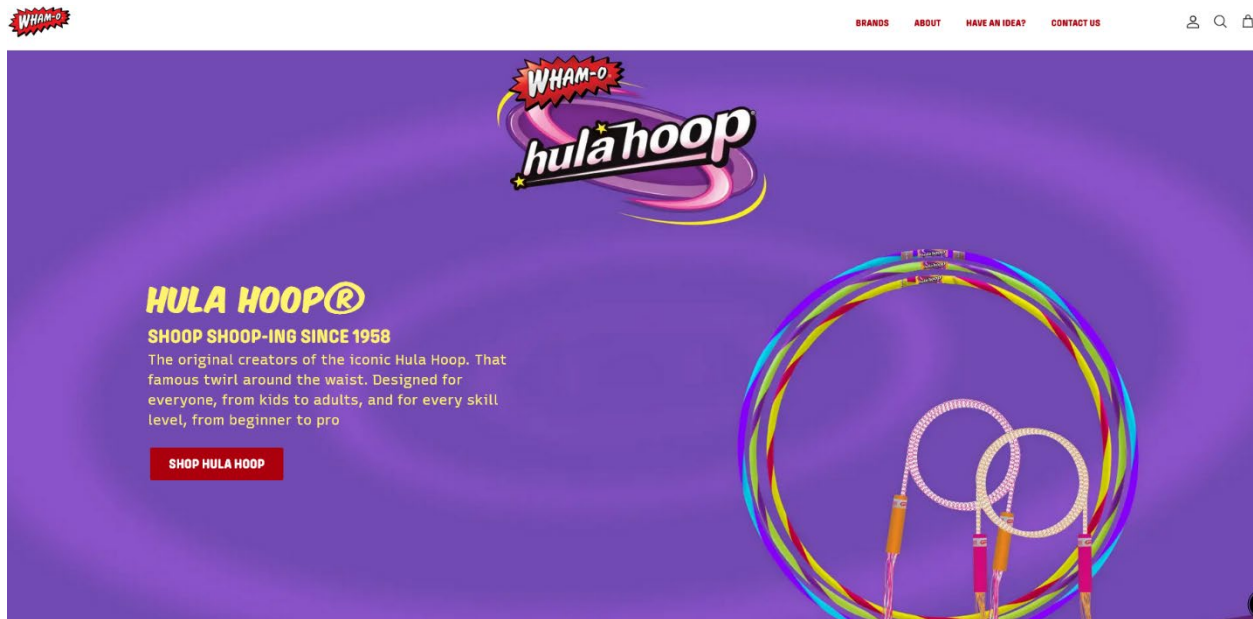 WHAM-O
BRANDS ABOUT HAVE AN IDEA? CONTACT US
WHAM-O
hula hoop
HULA HOOP®
SHOOP SHOOP-ING SINCE 1958
The original creators of the iconic Hula Hoop. That
famous twirl around the waist. Designed for
everyone, from kids to adults, and for every skill
level, from beginner to pro
SHOP HULA HOOP